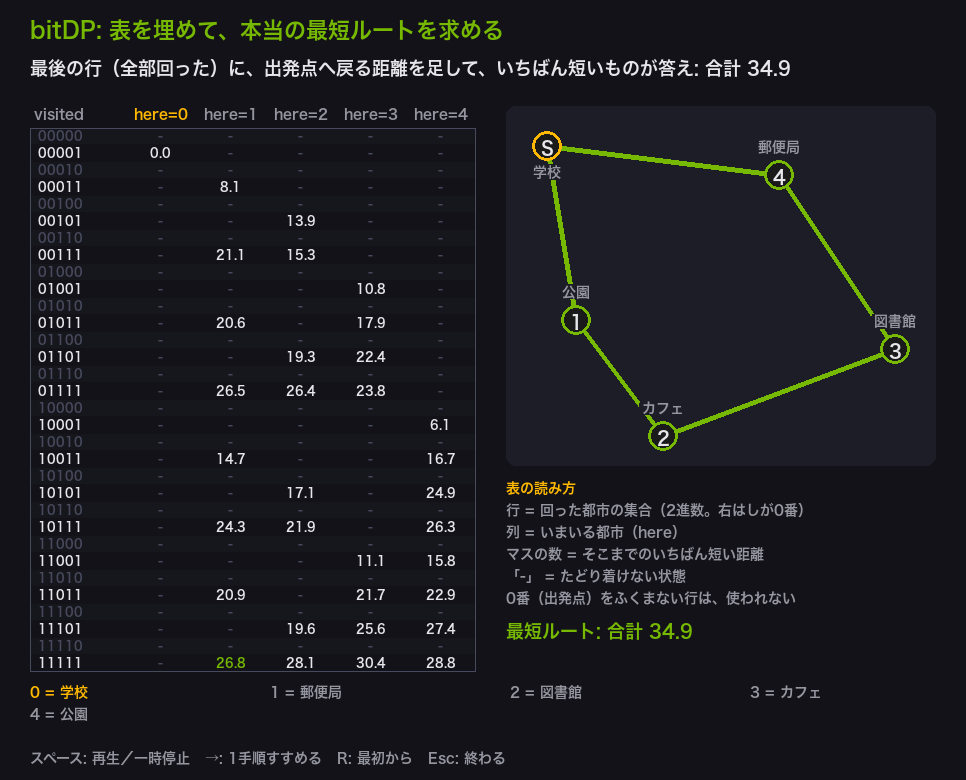 bitDP: 表を埋めて、本当の最短ルートを求める
最後の行（全部回った）に、出発点へ戻る距離を足して、いちばん短いものが答え: 合計 34.9
visited here=0 here=1 here=2 here=3 here=4
00000 - - - - -
00001 0.0 - - - -
00010 - - - - -
00011 - 8.1 - - -
00100 - - - - -
00101 - - 13.9 - -
00110 - - - - -
00111 - 21.1 15.3 - -
01000 - - - - -
01001 - - - 10.8 -
01010 - - - - -
01011 - 20.6 - 17.9 -
01100 - - - - -
01101 - - 19.3 22.4 -
01110 - - - - -
01111 - 26.5 26.4 23.8 -
10000 - - - - -
10001 - - - - 6.1
10010 - - - - -
10011 - 14.7 - - 16.7
10100 - - - - -
10101 - - 17.1 - 24.9
10110 - - - - -
10111 - 24.3 21.9 - 26.3
11000 - - - - -
11001 - - - 11.1 15.8
11010 - - - - -
11011 - 20.9 - 21.7 22.9
11100 - - - - -
11101 - - 19.6 25.6 27.4
11110 - - - - -
11111 - 26.8 28.1 30.4 28.8
S
学校
郵便局
4
公園
1
図書館
3
カフェ
2
表の読み方
行 = 回った都市の集合（2進数。右はしが0番）
列 = いまいる都市（here）
マスの数 = そこまでのいちばん短い距離
「-」 = たどり着けない状態
0番（出発点）をふくまない行は、使われない
最短ルート: 合計 34.9
0 = 学校 1 = 郵便局 2 = 図書館 3 = カフェ
4 = 公園
スペース: 再生／一時停止 →: 1手順すすめる R: 最初から Esc: 終わる